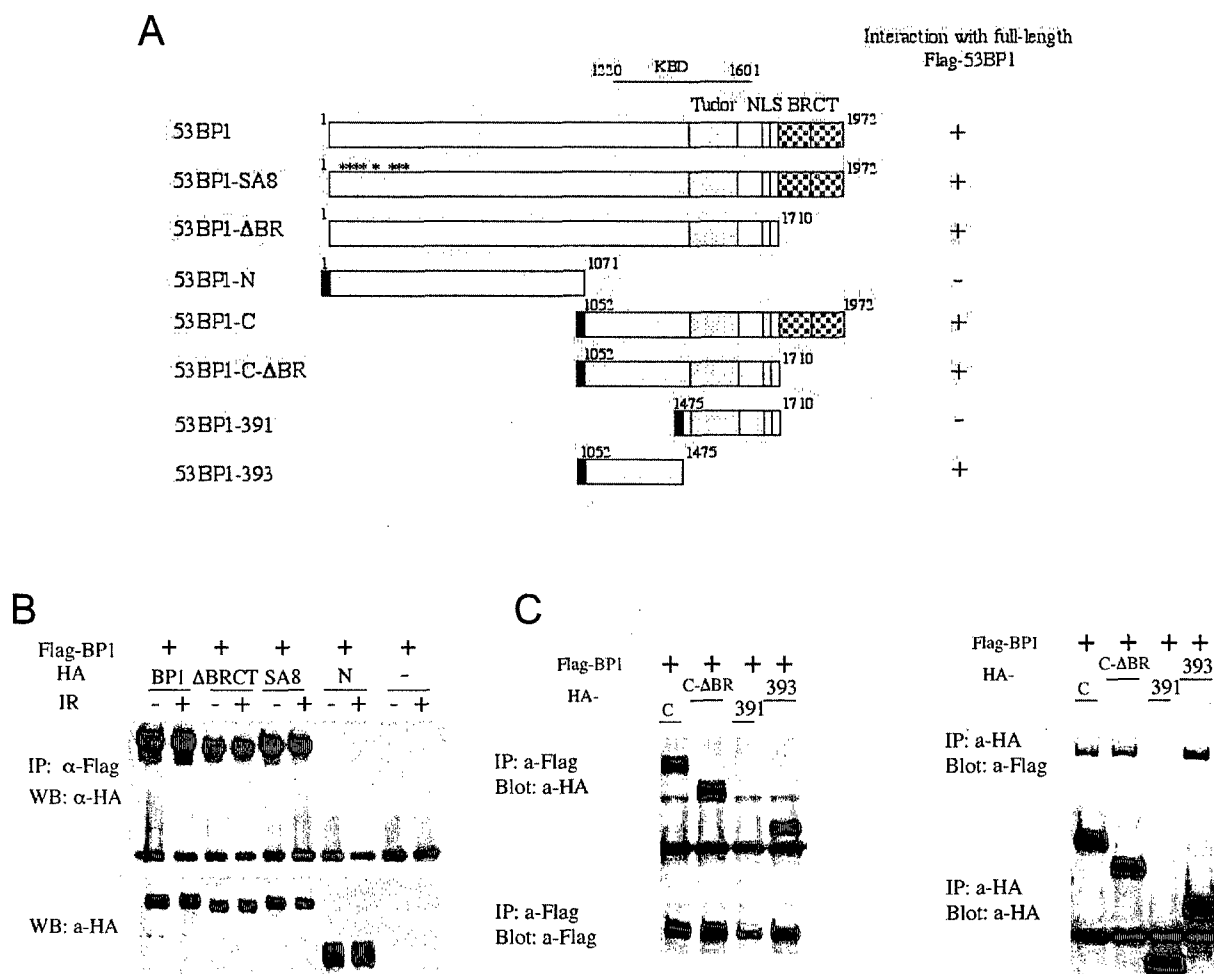 A
Interaction with full-length
Flag-53BP1
1220 KBD 1601
Tudor NLS BRCT
53BP1 1 1972 +
53BP1-SA8 1 **** * *** 1972 +
53BP1-ΔBR 1 1710 +
53BP1-N 1 1071 -
53BP1-C 1052 1972 +
53BP1-C-ΔBR 1052 1710 +
53BP1-391 1475 1710 -
53BP1-393 1052 1475 +
B
Flag-BP1 + + + + +
HA BP1 ΔBRCT SA8 N -
IR - + - + - + - + - +
IP: α-Flag
WB: α-HA
WB: a-HA
C
Flag-BP1 + + + +
HA- C C-ΔBR 391 393
IP: a-Flag
Blot: a-HA
IP: a-Flag
Blot: a-Flag
Flag-BP1 + + + +
HA- C C-ΔBR 391 393
IP: a-HA
Blot: a-Flag
IP: a-HA
Blot: a-HA